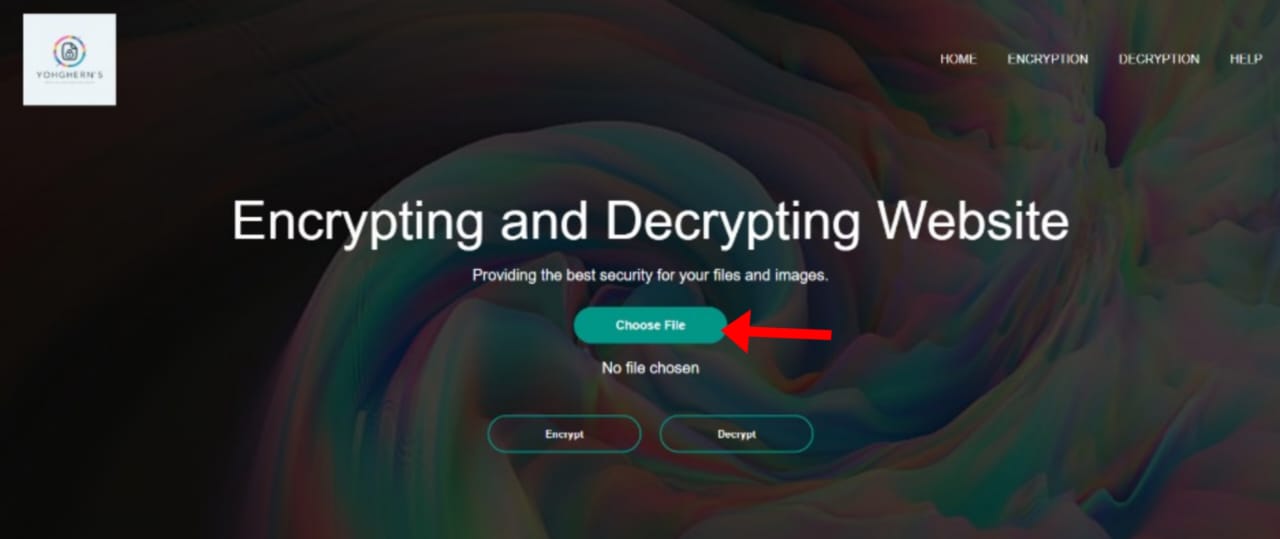 YONGHERN'S
HOME ENCRYPTION DECRYPTION HELP
Encrypting and Decrypting Website
Providing the best security for your files and images.
Choose File
No file chosen
Encrypt Decrypt